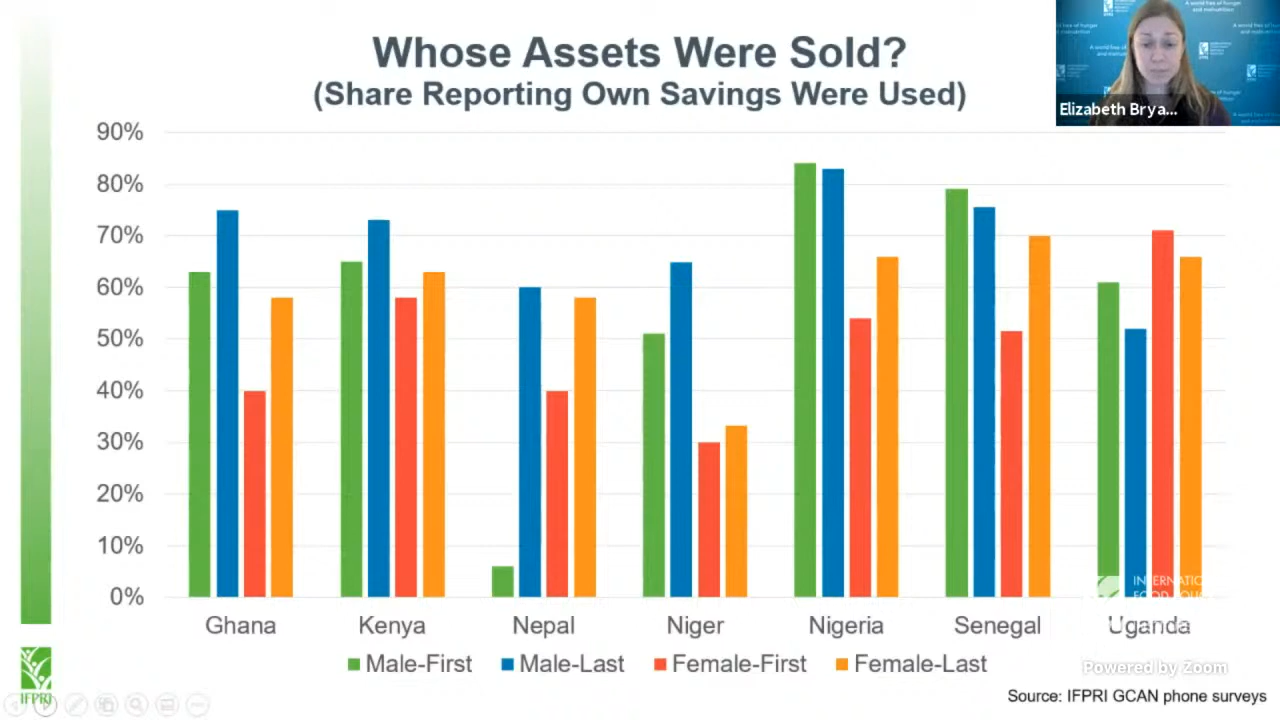 Whose Assets Were Sold?
(Share Reporting Own Savings Were Used)
Elizabeth Brya...
90%
80%
70%
60%
50%
40%
30%
20%
10%
0%
Ghana Kenya Nepal Niger Nigeria Senegal Uganda
Male-First Male-Last Female-First Female-Last
IFPRI
Powered by Zoom
Source: IFPRI GCAN phone surveys